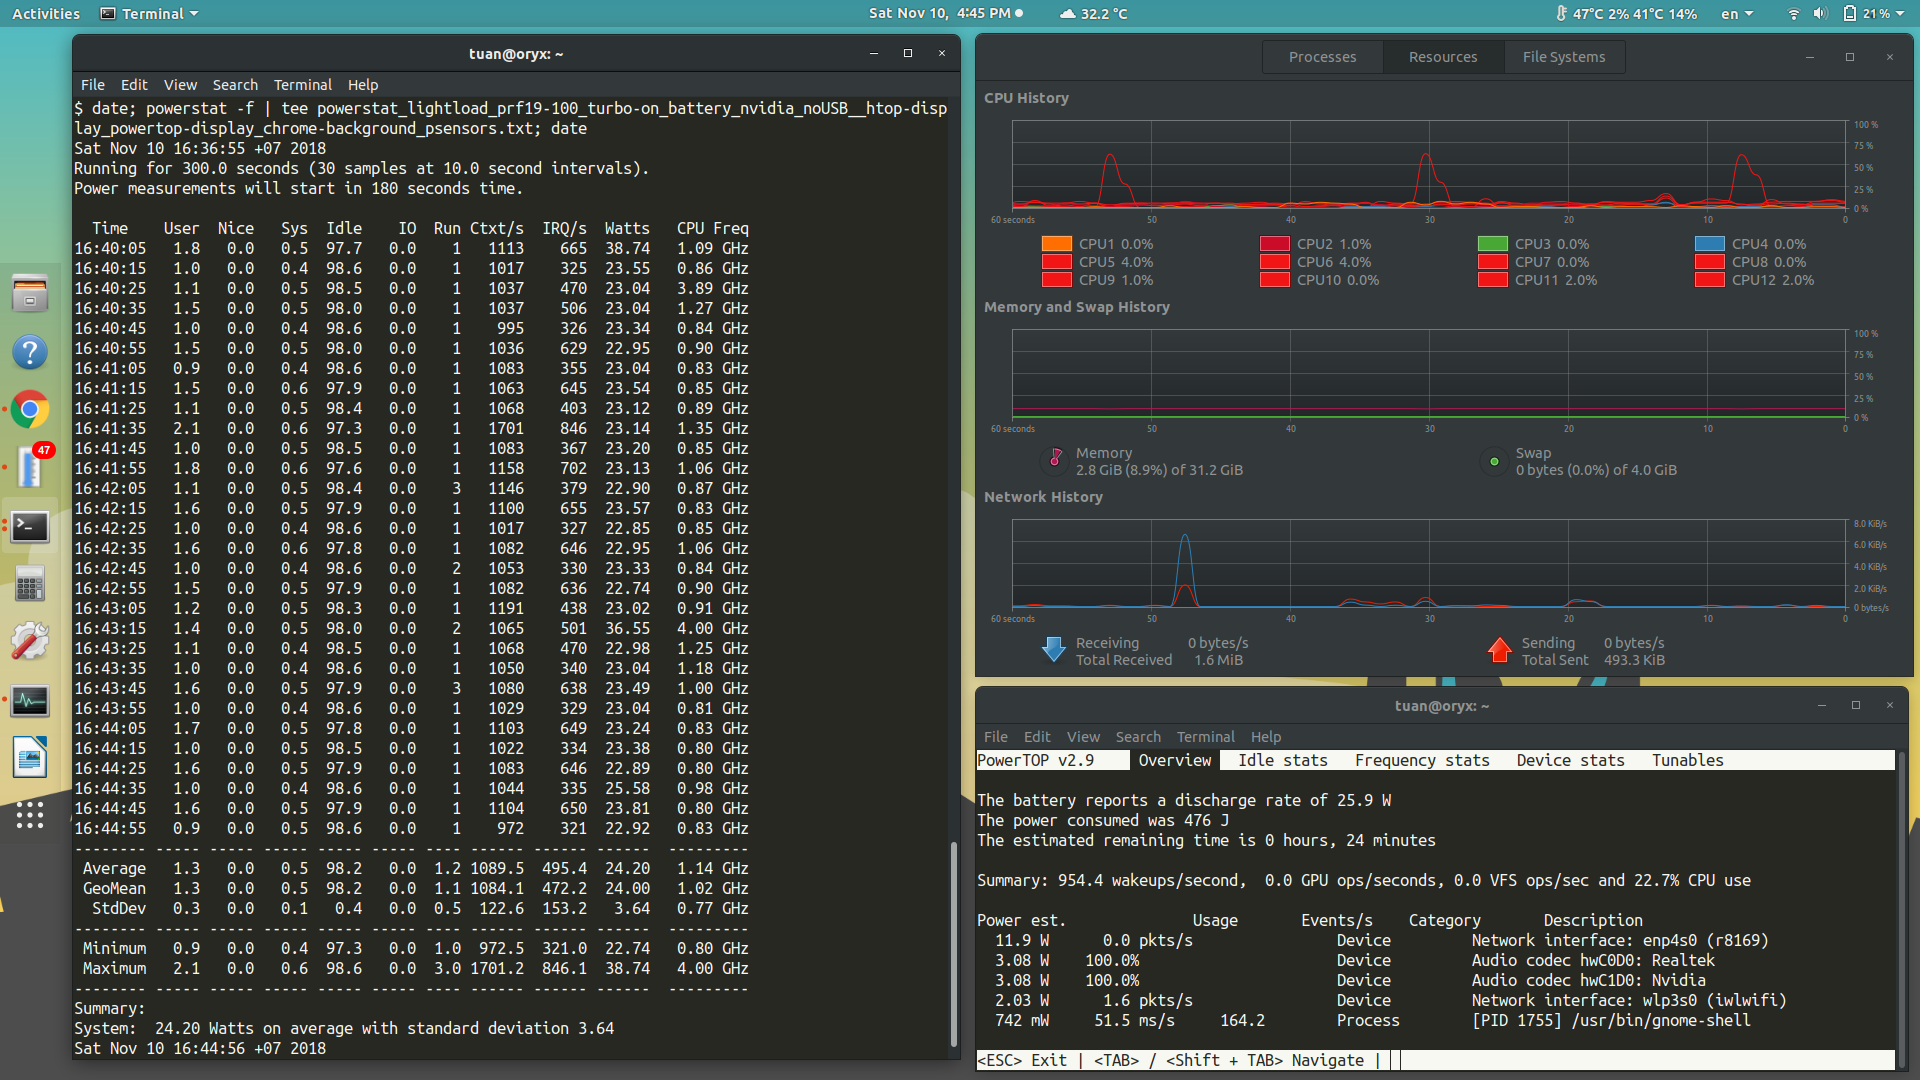 Activities Terminal Sat Nov 10, 4:45 PM 32.2 °C 47°C 2% 41°C 14% en 21 %
tuan@oryx: ~
File Edit View Search Terminal Help
$ date; powerstat -f | tee powerstat_lightload_prf19-100_turbo-on_battery_nvidia_noUSB__htop-disp
lay_powertop-display_chrome-background_psensors.txt; date
Sat Nov 10 16:36:55 +07 2018
Running for 300.0 seconds (30 samples at 10.0 second intervals).
Power measurements will start in 180 seconds time.
Time User Nice Sys Idle IO Run Ctxt/s IRQ/s Watts CPU Freq
16:40:05 1.8 0.0 0.5 97.7 0.0 1 1113 665 38.74 1.09 GHz
16:40:15 1.0 0.0 0.4 98.6 0.0 1 1017 325 23.55 0.86 GHz
16:40:25 1.1 0.0 0.5 98.5 0.0 1 1037 470 23.04 3.89 GHz
16:40:35 1.5 0.0 0.5 98.0 0.0 1 1037 506 23.04 1.27 GHz
16:40:45 1.0 0.0 0.4 98.6 0.0 1 995 326 23.34 0.84 GHz
16:40:55 1.5 0.0 0.5 98.0 0.0 1 1036 629 22.95 0.90 GHz
16:41:05 0.9 0.0 0.4 98.6 0.0 1 1083 355 23.04 0.83 GHz
16:41:15 1.5 0.0 0.6 97.9 0.0 1 1063 645 23.54 0.85 GHz
16:41:25 1.1 0.0 0.5 98.4 0.0 1 1068 403 23.12 0.89 GHz
16:41:35 2.1 0.0 0.6 97.3 0.0 1 1701 846 23.14 1.35 GHz
16:41:45 1.0 0.0 0.5 98.5 0.0 1 1083 367 23.20 0.85 GHz
16:41:55 1.8 0.0 0.6 97.6 0.0 1 1158 702 23.13 1.06 GHz
16:42:05 1.1 0.0 0.5 98.4 0.0 3 1146 379 22.90 0.87 GHz
16:42:15 1.6 0.0 0.5 97.9 0.0 1 1100 655 23.57 0.83 GHz
16:42:25 1.0 0.0 0.4 98.6 0.0 1 1017 327 22.85 0.85 GHz
16:42:35 1.6 0.0 0.6 97.8 0.0 1 1082 646 22.95 1.06 GHz
16:42:45 1.0 0.0 0.4 98.6 0.0 2 1053 330 23.33 0.84 GHz
16:42:55 1.5 0.0 0.5 97.9 0.0 1 1082 636 22.74 0.90 GHz
16:43:05 1.2 0.0 0.5 98.3 0.0 1 1191 438 23.02 0.91 GHz
16:43:15 1.4 0.0 0.5 98.0 0.0 2 1065 501 36.55 4.00 GHz
16:43:25 1.1 0.0 0.4 98.5 0.0 1 1068 470 22.98 1.25 GHz
16:43:35 1.0 0.0 0.4 98.6 0.0 1 1050 340 23.04 1.18 GHz
16:43:45 1.6 0.0 0.5 97.9 0.0 3 1080 638 23.49 1.00 GHz
16:43:55 1.0 0.0 0.4 98.6 0.0 1 1029 329 23.04 0.81 GHz
16:44:05 1.7 0.0 0.5 97.8 0.0 1 1103 649 23.24 0.83 GHz
16:44:15 1.0 0.0 0.5 98.5 0.0 1 1022 334 23.38 0.80 GHz
16:44:25 1.6 0.0 0.5 97.9 0.0 1 1083 646 22.89 0.80 GHz
16:44:35 1.0 0.0 0.4 98.6 0.0 1 1044 335 25.58 0.98 GHz
16:44:45 1.6 0.0 0.5 97.9 0.0 1 1104 650 23.81 0.80 GHz
16:44:55 0.9 0.0 0.5 98.6 0.0 1 972 321 22.92 0.83 GHz
-------- ----- ----- ----- ----- ----- ---- ------ ------ ------ ---------
Average 1.3 0.0 0.5 98.2 0.0 1.2 1089.5 495.4 24.20 1.14 GHz
GeoMean 1.3 0.0 0.5 98.2 0.0 1.1 1084.1 472.2 24.00 1.02 GHz
StdDev 0.3 0.0 0.1 0.4 0.0 0.5 122.6 153.2 3.64 0.77 GHz
-------- ----- ----- ----- ----- ----- ---- ------ ------ ------ ---------
Minimum 0.9 0.0 0.4 97.3 0.0 1.0 972.5 321.0 22.74 0.80 GHz
Maximum 2.1 0.0 0.6 98.6 0.0 3.0 1701.2 846.1 38.74 4.00 GHz
-------- ----- ----- ----- ----- ----- ---- ------ ------ ------ ---------
Summary:
System: 24.20 Watts on average with standard deviation 3.64
Sat Nov 10 16:44:56 +07 2018
47
Processes Resources File Systems
CPU History
100 %
75 %
50 %
25 %
0 %
60 seconds 50 40 30 20 10 0
CPU1 0.0% CPU2 1.0% CPU3 0.0% CPU4 0.0%
CPU5 4.0% CPU6 4.0% CPU7 0.0% CPU8 0.0%
CPU9 1.0% CPU10 0.0% CPU11 2.0% CPU12 2.0%
Memory and Swap History
100 %
75 %
50 %
25 %
0 %
60 seconds 50 40 30 20 10 0
Memory Swap
2.8 GiB (8.9%) of 31.2 GiB 0 bytes (0.0%) of 4.0 GiB
Network History
8.0 KiB/s
6.0 KiB/s
4.0 KiB/s
2.0 KiB/s
0 bytes/s
60 seconds 50 40 30 20 10 0
Receiving 0 bytes/s Sending 0 bytes/s
Total Received 1.6 MiB Total Sent 493.3 KiB
tuan@oryx: ~
File Edit View Search Terminal Help
PowerTOP v2.9 Overview Idle stats Frequency stats Device stats Tunables
The battery reports a discharge rate of 25.9 W
The power consumed was 476 J
The estimated remaining time is 0 hours, 24 minutes
Summary: 954.4 wakeups/second, 0.0 GPU ops/seconds, 0.0 VFS ops/sec and 22.7% CPU use
Power est. Usage Events/s Category Description
11.9 W 0.0 pkts/s Device Network interface: enp4s0 (r8169)
3.08 W 100.0% Device Audio codec hwC0D0: Realtek
3.08 W 100.0% Device Audio codec hwC1D0: Nvidia
2.03 W 1.6 pkts/s Device Network interface: wlp3s0 (iwlwifi)
742 mW 51.5 ms/s 164.2 Process [PID 1755] /usr/bin/gnome-shell
<ESC> Exit | <TAB> / <Shift + TAB> Navigate |